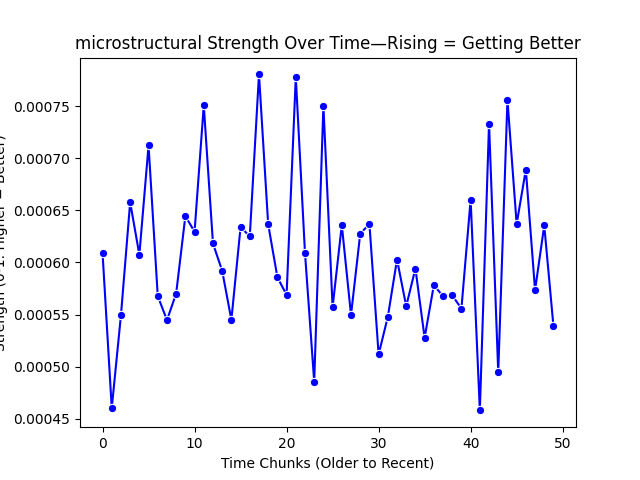 microstructural Strength Over Time—Rising = Getting Better
Strength (0-1: Higher = Better)
0.00075
0.00070
0.00065
0.00060
0.00055
0.00050
0.00045
0 10 20 30 40 50
Time Chunks (Older to Recent)